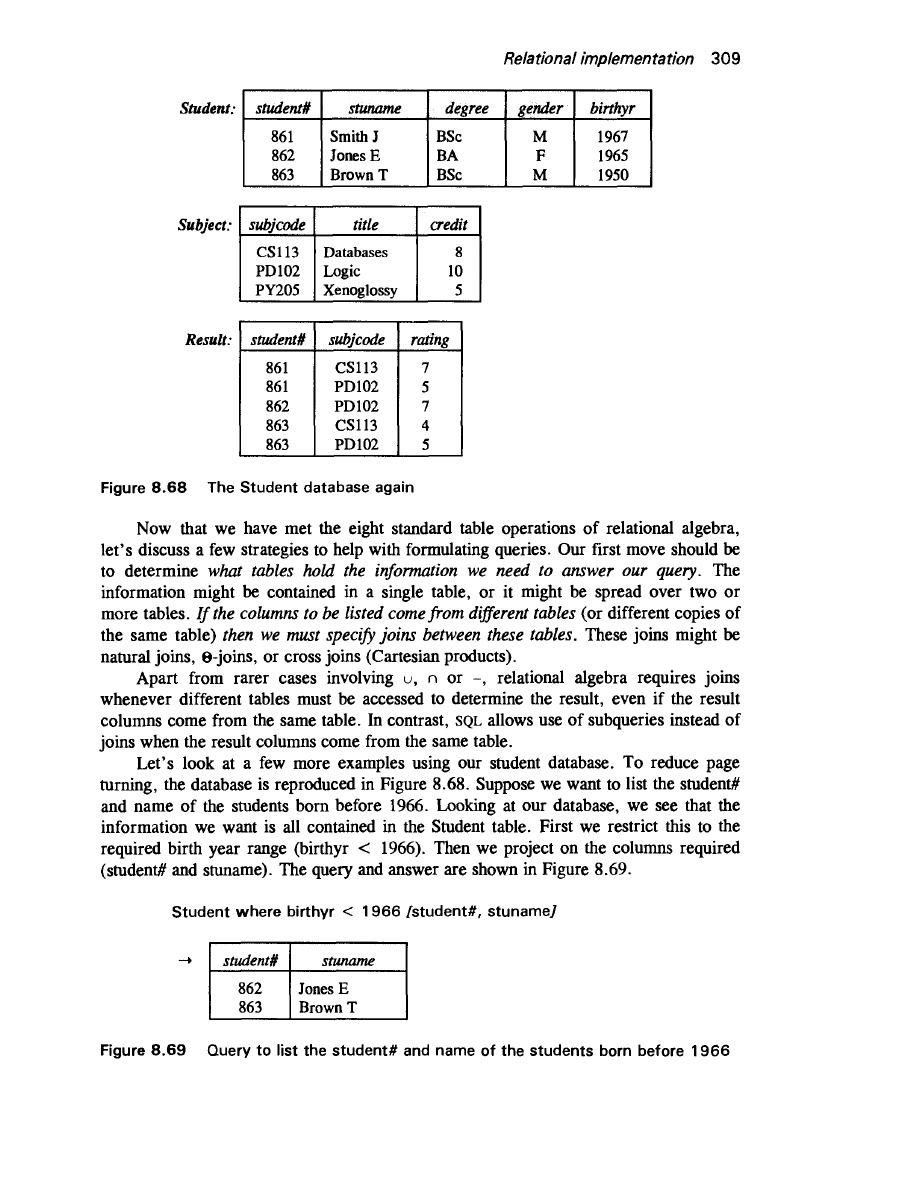 Relational implementation 309
Student: student# stuname degree gender birthyr
861 Smith J BSc M 1967
862 Jones E BA F 1965
863 Brown T BSc M 1950
Subject: subjcode title credit
CS113 Databases 8
PD102 Logic 10
PY205 Xenoglossy 5
Result: student# subjcode rating
861 CS113 7
861 PD102 5
862 PD102 7
863 CS113 4
863 PD102 5
Figure 8.68 The Student database again
Now that we have met the eight standard table operations of relational algebra,
let's discuss a few strategies to help with formulating queries. Our first move should be
to determine what tables hold the information we need to answer our query. The
information might be contained in a single table, or it might be spread over two or
more tables. If the columns to be listed come from different tables (or different copies of
the same table) then we must specify joins between these tables. These joins might be
natural joins, Θ-joins, or cross joins (Cartesian products).
Apart from rarer cases involving ∪, ∩ or -, relational algebra requires joins
whenever different tables must be accessed to determine the result, even if the result
columns come from the same table. In contrast, SQL allows use of subqueries instead of
joins when the result columns come from the same table.
Let's look at a few more examples using our student database. To reduce page
turning, the database is reproduced in Figure 8.68. Suppose we want to list the student#
and name of the students born before 1966. Looking at our database, we see that the
information we want is all contained in the Student table. First we restrict this to the
required birth year range (birthyr < 1966). Then we project on the columns required
(student# and stuname). The query and answer are shown in Figure 8.69.
Student where birthyr < 1966 [student#, stuname]
→ student# stuname
862 Jones E
863 Brown T
Figure 8.69 Query to list the student# and name of the students born before 1966